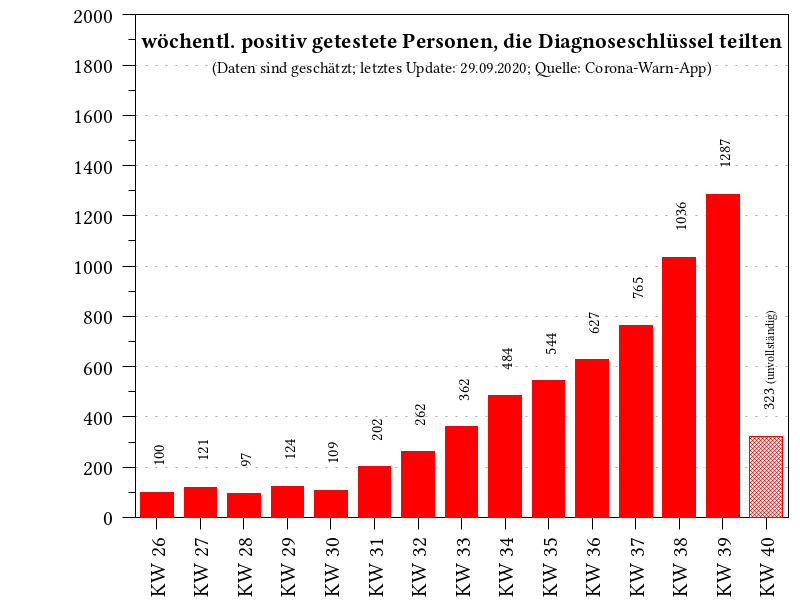 wöchentl. positiv getestete Personen, die Diagnoseschlüssel teilten
(Daten sind geschätzt; letztes Update: 29.09.2020; Quelle: Corona-Warn-App)
2000
1800
1600
1400
1200
1000
800
600
400
200
0
100
121
97
124
109
202
262
362
484
544
627
765
1036
1287
323 (unvollständig)
KW 26
KW 27
KW 28
KW 29
KW 30
KW 31
KW 32
KW 33
KW 34
KW 35
KW 36
KW 37
KW 38
KW 39
KW 40